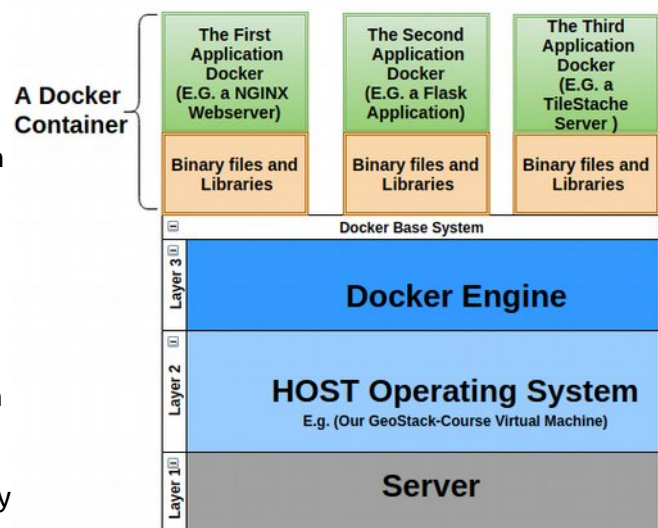 The First
Application
Docker
(E.G. a NGINX
Webserver)
The Second
Application
Docker
(E.G. a Flask
Application)
The Third
Application
Docker
(E.G. a
TileStache
Server )
A Docker
Container
Binary files and
Libraries
Binary files and
Libraries
Binary files and
Libraries
Docker Base System
Layer 3
Docker Engine
Layer 2
HOST Operating System
E.g. (Our GeoStack-Course Virtual Machine)
Layer 1
Server